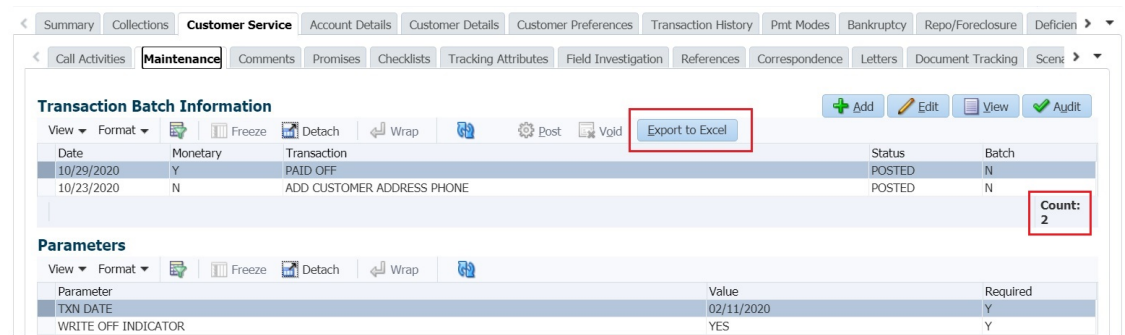 Summary Collections Customer Service Account Details Customer Details Customer Preferences Transaction History Pmt Modes Bankruptcy Repo/Foreclosure Deficien
Call Activities Maintenance Comments Promises Checklists Tracking Attributes Field Investigation References Correspondence Letters Document Tracking Scena
Transaction Batch Information Add Edit View Audit
View Format Freeze Detach Wrap Post Void Export to Excel
Date Monetary Transaction Status Batch
10/29/2020 Y PAID OFF POSTED N
10/23/2020 N ADD CUSTOMER ADDRESS PHONE POSTED N
Count:
2
Parameters
View Format Freeze Detach Wrap
Parameter Value Required
TXN DATE 02/11/2020 Y
WRITE OFF INDICATOR YES Y